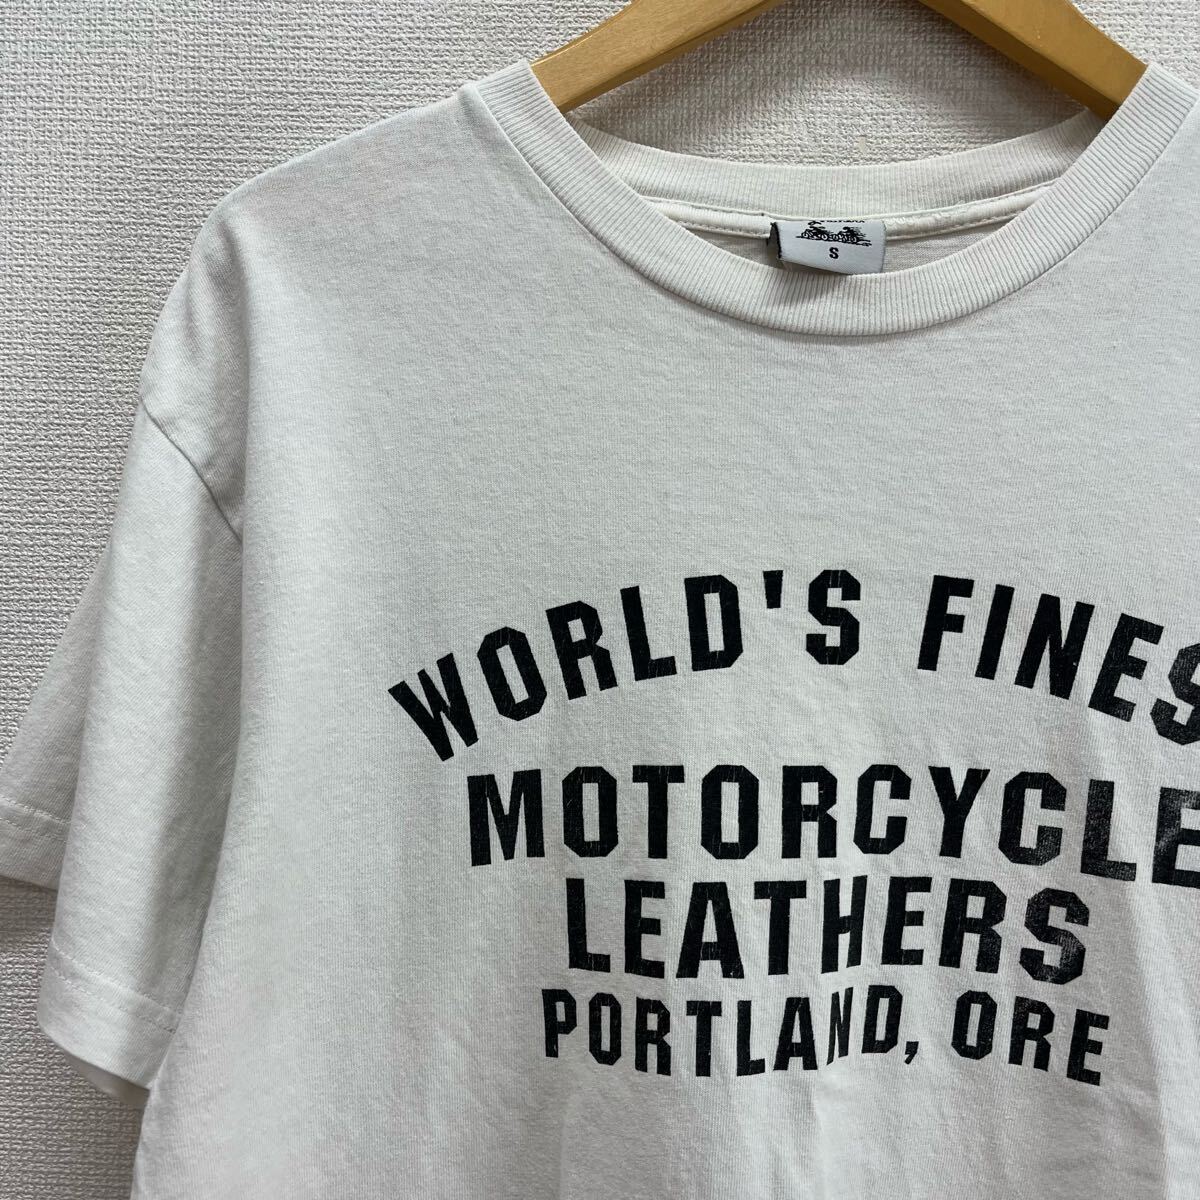 S
WORLD'S FINES
MOTORCYCLE
LEATHERS
PORTLAND, ORE